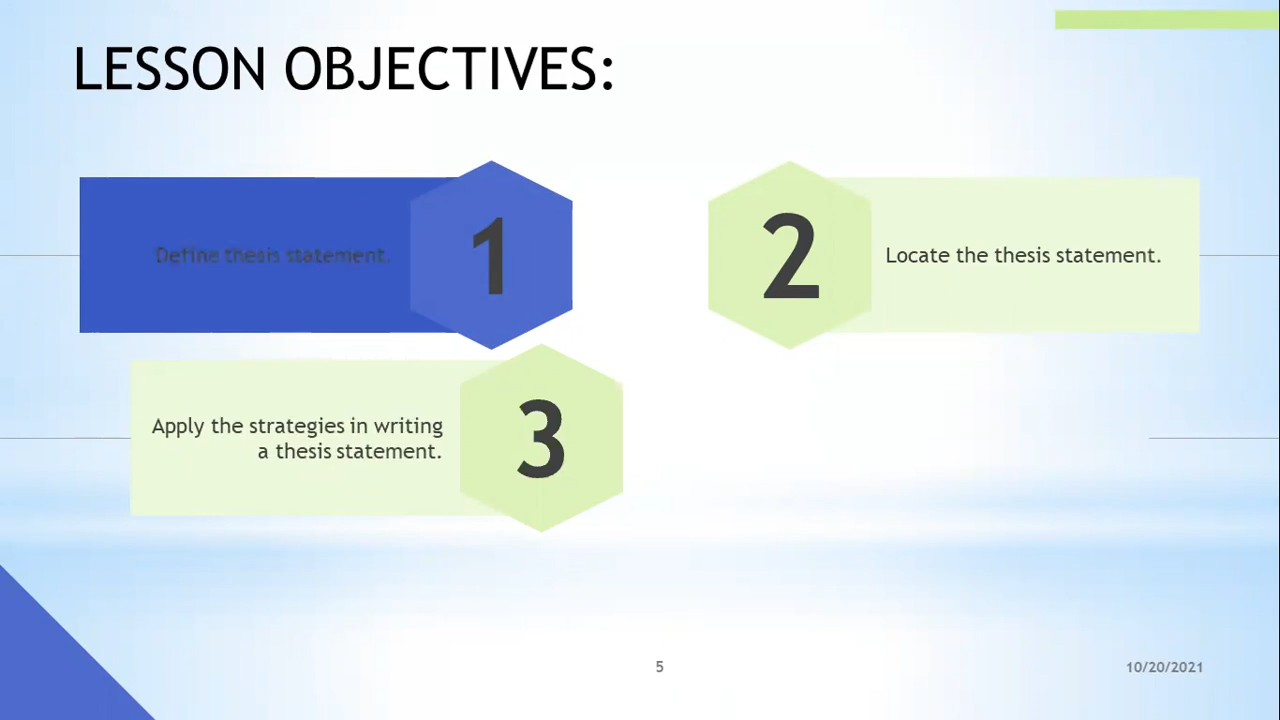 LESSON OBJECTIVES:
1
Define thesis statement.
2
Locate the thesis statement.
3
Apply the strategies in writing
a thesis statement.
5
10/20/2021